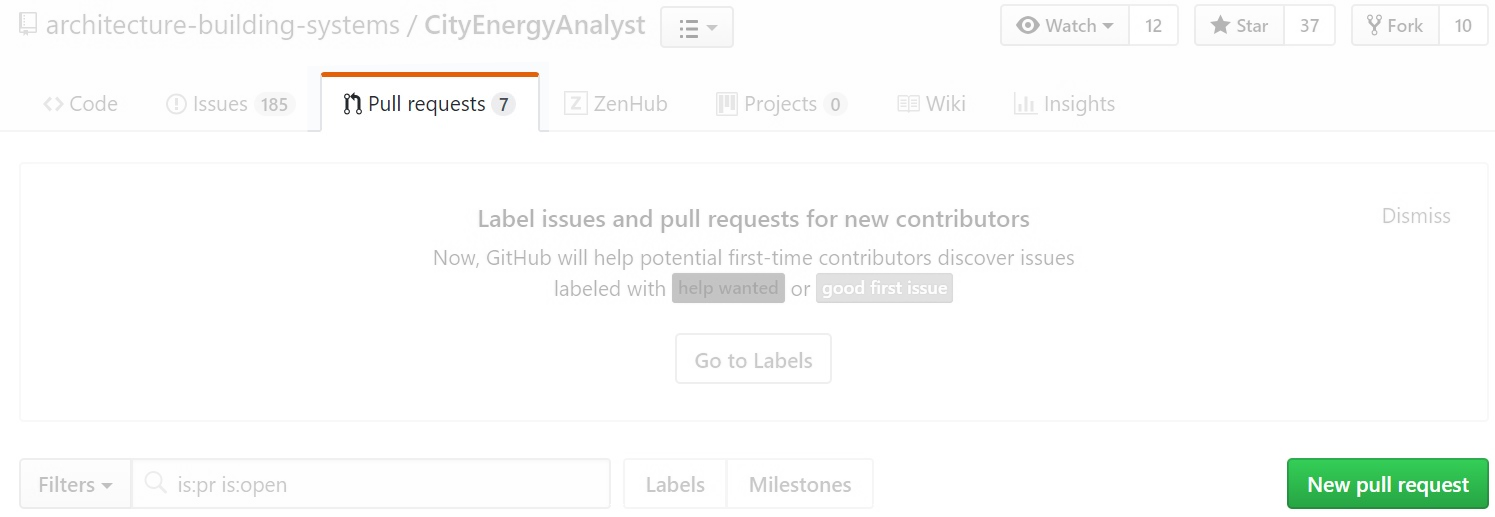 architecture-building-systems / CityEnergyAnalyst
Watch 12 Star 37 Fork 10
Code Issues 185 Pull requests 7 ZenHub Projects 0 Wiki Insights
Label issues and pull requests for new contributors
Dismiss
Now, GitHub will help potential first-time contributors discover issues
labeled with help wanted or good first issue
Go to Labels
Filters is:pr is:open Labels Milestones New pull request